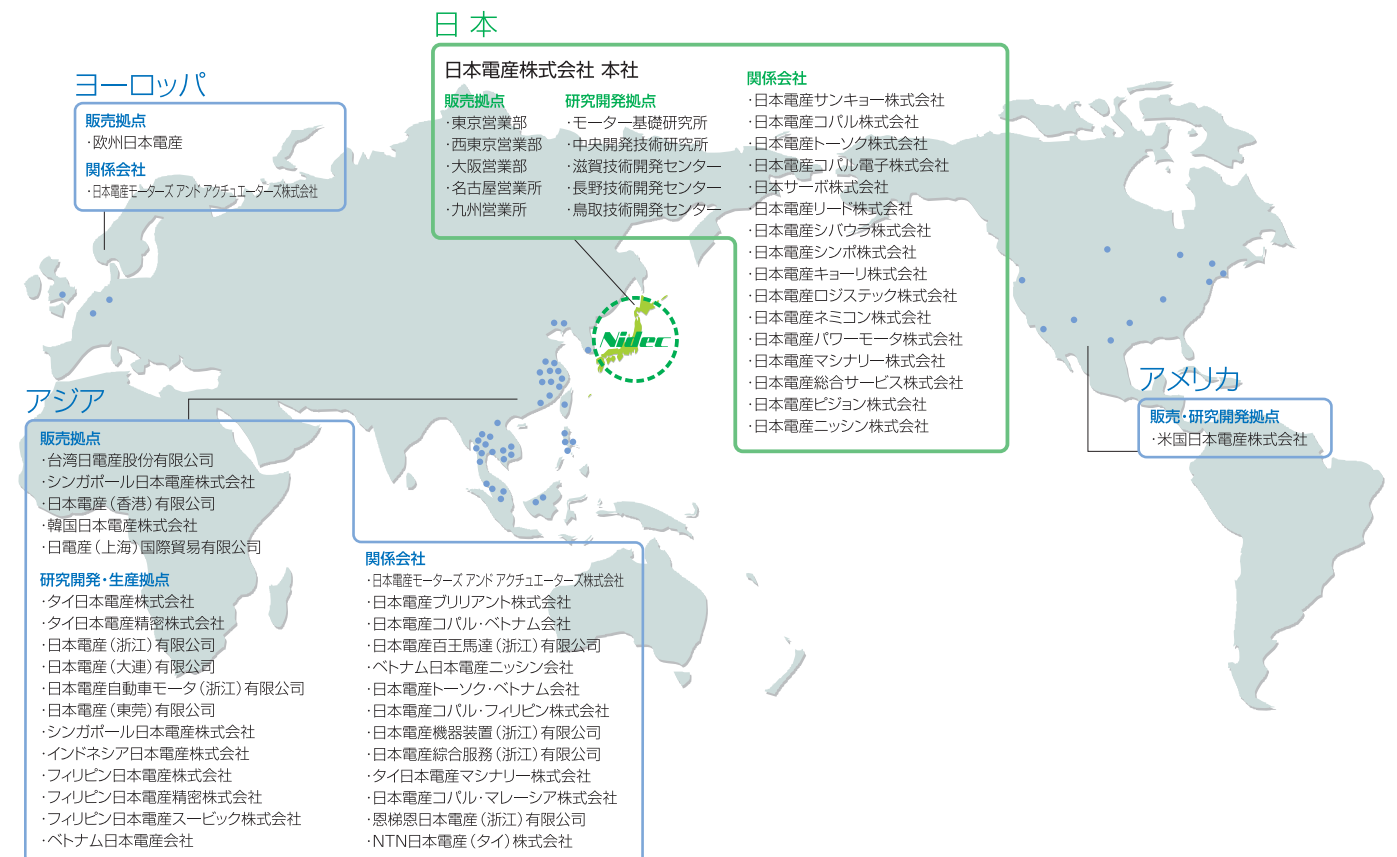 日本
日本電産株式会社 本社
販売拠点
・東京営業部
・西東京営業部
・大阪営業部
・名古屋営業所
・九州営業所
研究開発拠点
・モーター基礎研究所
・中央開発技術研究所
・滋賀技術開発センター
・長野技術開発センター
・鳥取技術開発センター
関係会社
・日本電産サンキョー株式会社
・日本電産コパル株式会社
・日本電産トーソク株式会社
・日本電産コパル電子株式会社
・日本サーボ株式会社
・日本電産リード株式会社
・日本電産シバウラ株式会社
・日本電産シンポ株式会社
・日本電産キョーリ株式会社
・日本電産ロジステック株式会社
・日本電産ネミコン株式会社
・日本電産パワーモータ株式会社
・日本電産マシナリー株式会社
・日本電産総合サービス株式会社
・日本電産ピジョン株式会社
・日本電産ニッシン株式会社
ヨーロッパ
販売拠点
・欧州日本電産
関係会社
・日本電産モーターズ アンド アクチュエーターズ株式会社
Nidec
アメリカ
販売・研究開発拠点
・米国日本電産株式会社
アジア
販売拠点
・台湾日電産股份有限公司
・シンガポール日本電産株式会社
・日本電産（香港）有限公司
・韓国日本電産株式会社
・日電産（上海）国際貿易有限公司
研究開発・生産拠点
・タイ日本電産株式会社
・タイ日本電産精密株式会社
・日本電産（浙江）有限公司
・日本電産（大連）有限公司
・日本電産自動車モータ（浙江）有限公司
・日本電産（東莞）有限公司
・シンガポール日本電産株式会社
・インドネシア日本電産株式会社
・フィリピン日本電産株式会社
・フィリピン日本電産精密株式会社
・フィリピン日本電産スービック株式会社
・ベトナム日本電産会社
関係会社
・日本電産モーターズ アンド アクチュエーターズ株式会社
・日本電産ブリリアント株式会社
・日本電産コパル・ベトナム会社
・日本電産百王馬達（浙江）有限公司
・ベトナム日本電産ニッシン会社
・日本電産トーソク・ベトナム会社
・日本電産コパル・フィリピン株式会社
・日本電産機器装置（浙江）有限公司
・日本電産綜合服務（浙江）有限公司
・タイ日本電産マシナリー株式会社
・日本電産コパル・マレーシア株式会社
・恩梯恩日本電産（浙江）有限公司
・NTN日本電産（タイ）株式会社